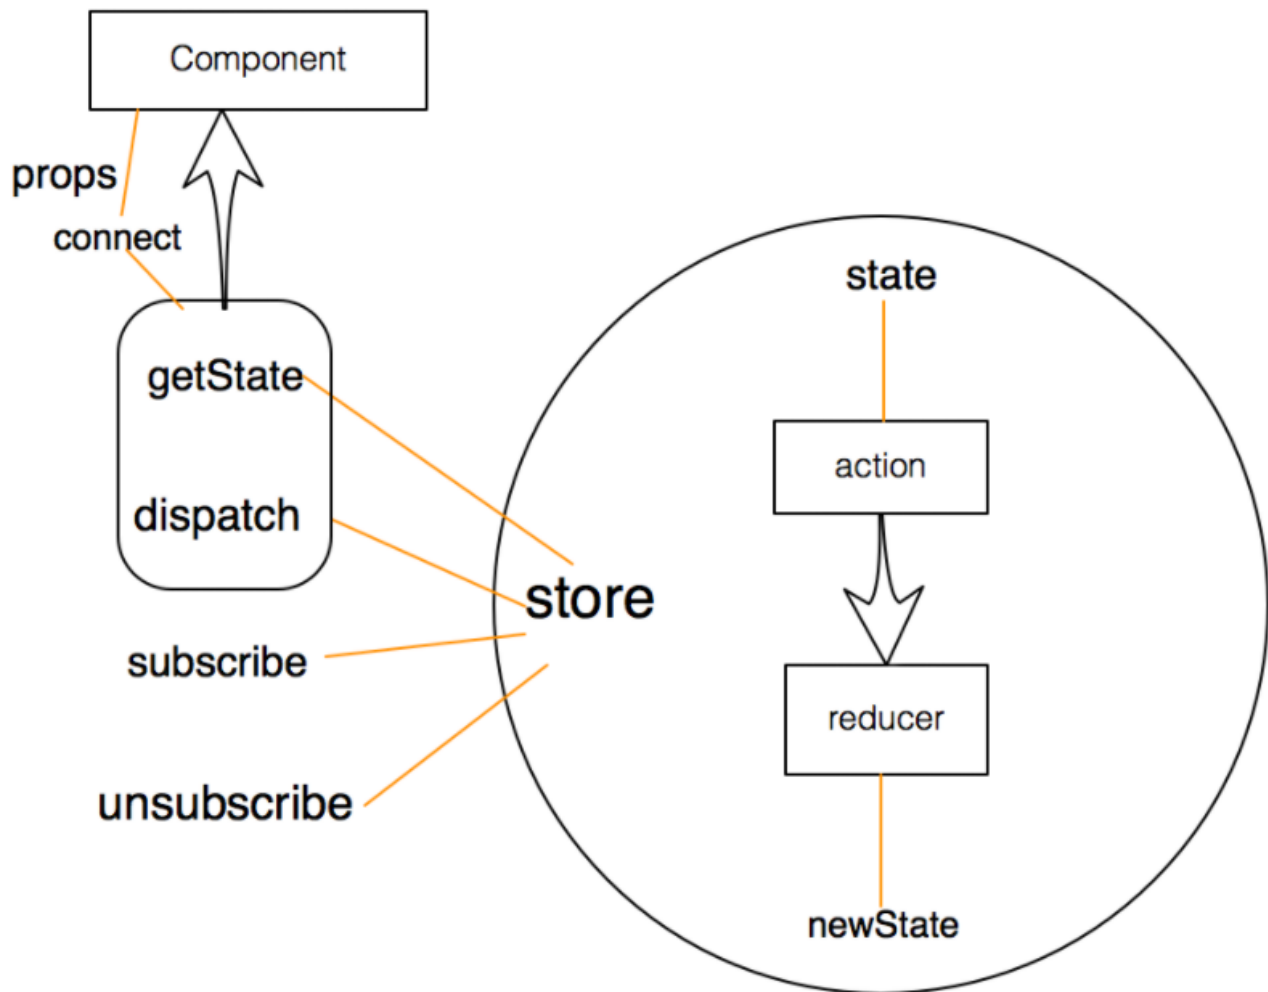 Component
props
connect
state
getState
action
dispatch
store
subscribe
reducer
unsubscribe
newState